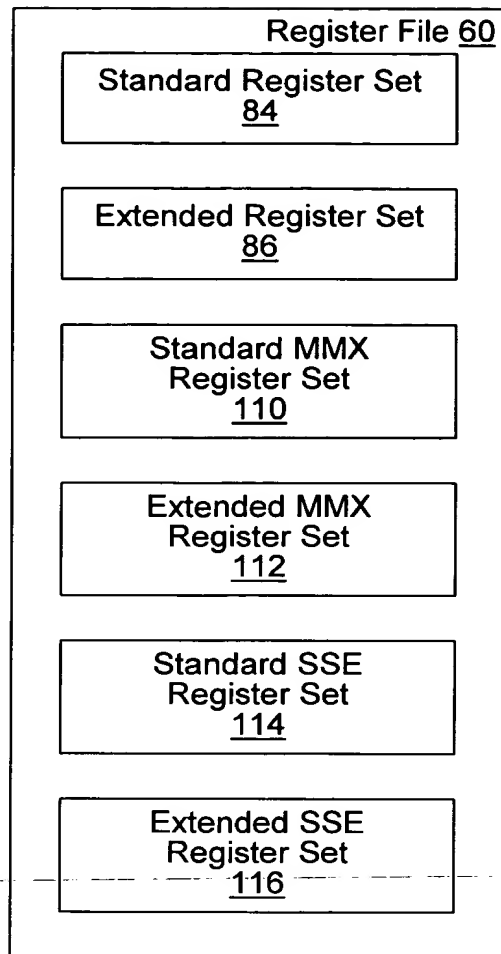 Register File 60
Standard Register Set
84
Extended Register Set
86
Standard MMX
Register Set
110
Extended MMX
Register Set
112
Standard SSE
Register Set
114
Extended SSE
Register Set
116